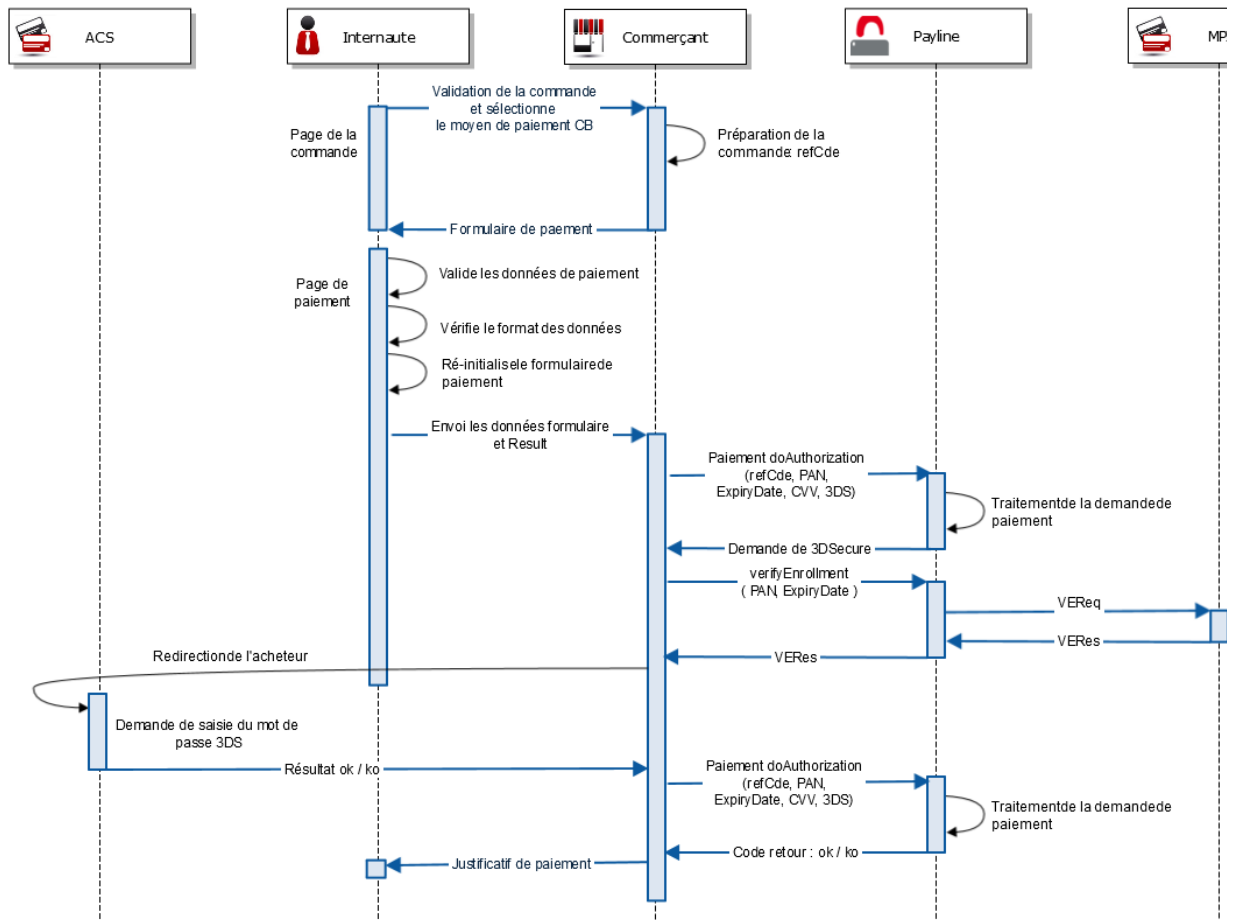 ACS
Internaute
Commerçant
Payline
MP
Validation de la commande
et sélectionne
le moyen de paiement CB
Page de la
commande
Préparation de la
commande: refCde
Formulaire de paement
Page de
paiement
Valide les données de paiement
Vérifie le format des données
Ré-initialisele formulairede
paiement
Envoi les données formulaire
et Result
Paiement doAuthorization
(refCde, PAN,
ExpiryDate, CVV, 3DS)
Traitementde la demandede
paiement
Demande de 3DSecure
verifyEnrollment
( PAN, ExpiryDate )
VEReq
VERes
VERes
Redirectionde l'acheteur
Demande de saisie du mot de
passe 3DS
Résultat ok / ko
Paiement doAuthorization
(refCde, PAN,
ExpiryDate, CVV, 3DS)
Traitementde la demandede
paiement
Code retour : ok / ko
Justificatif de paiement